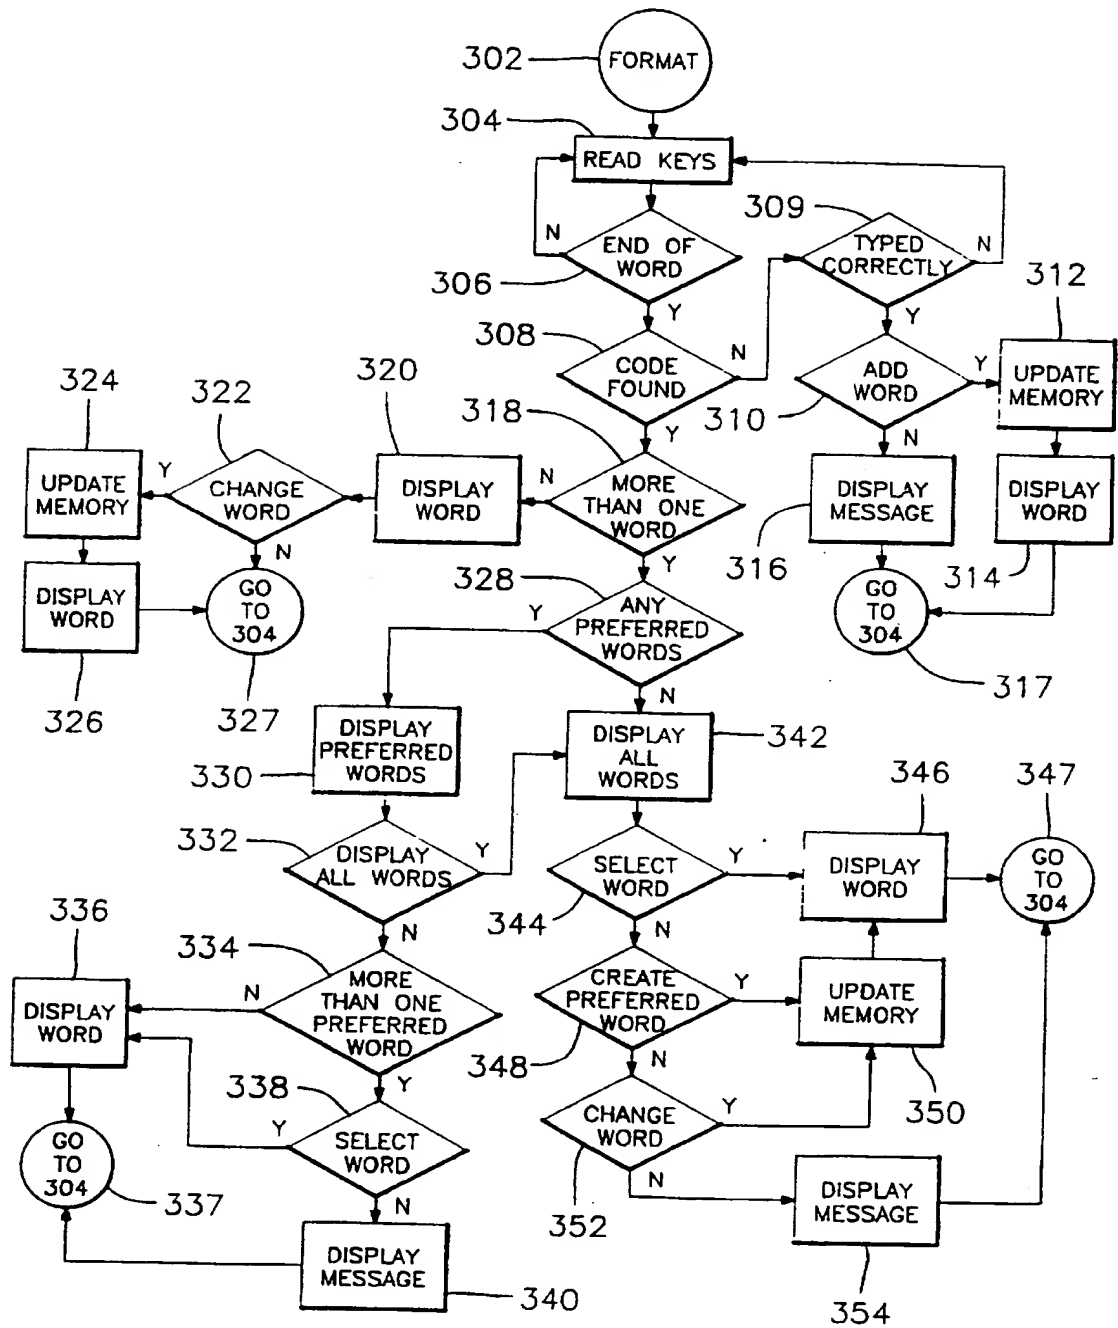 302
FORMAT
304
READ KEYS
309
N
END OF
WORD
306
TYPED
CORRECTLY
N
312
Y
Y
308
CODE
FOUND
N
ADD
WORD
Y
UPDATE
MEMORY
310
324
322
320
318
Y
N
UPDATE
MEMORY
Y
CHANGE
WORD
DISPLAY
WORD
N
MORE
THAN ONE
WORD
DISPLAY
MESSAGE
DISPLAY
WORD
N
Y
316
314
328
DISPLAY
WORD
GO
TO
304
Y
ANY
PREFERRED
WORDS
GO
TO
304
326
327
N
317
DISPLAY
PREFERRED
WORDS
330
DISPLAY
ALL
WORDS
342
346
347
332
DISPLAY
ALL WORDS
Y
SELECT
WORD
Y
DISPLAY
WORD
GO
TO
304
344
336
334
N
N
MORE
THAN ONE
PREFERRED
WORD
N
DISPLAY
WORD
CREATE
PREFERRED
WORD
Y
UPDATE
MEMORY
348
N
350
338
Y
Y
SELECT
WORD
CHANGE
WORD
Y
GO
TO
304
337
N
352
N
DISPLAY
MESSAGE
354
DISPLAY
MESSAGE
340